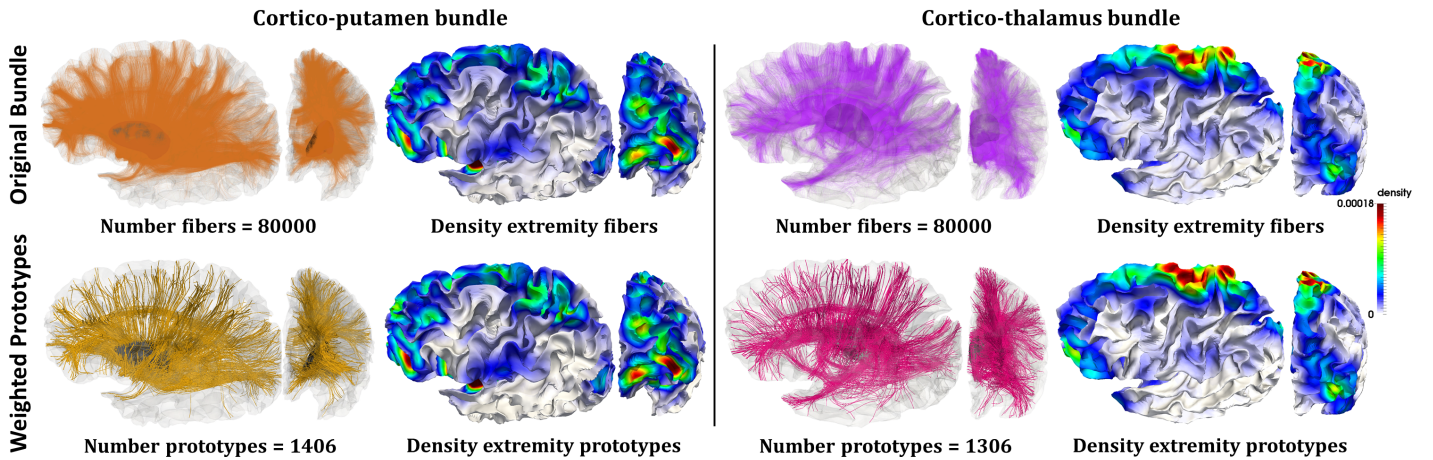 Cortico-putamen bundle
Cortico-thalamus bundle
Original Bundle
Number fibers = 80000
Density extremity fibers
Number fibers = 80000
Density extremity fibers
density
0.00018
0
Weighted Prototypes
Number prototypes = 1406
Density extremity prototypes
Number prototypes = 1306
Density extremity prototypes